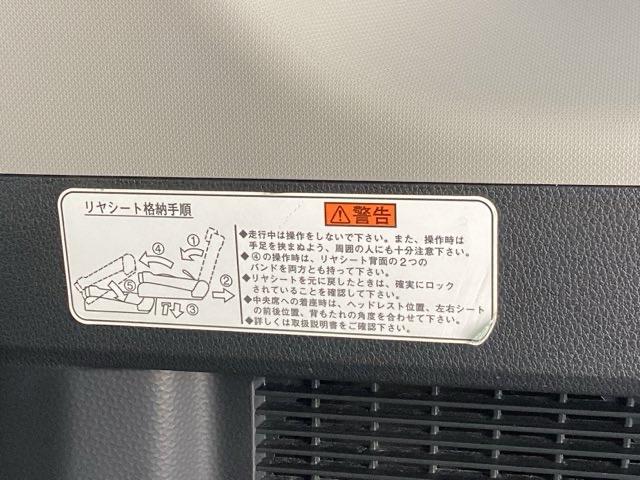 リヤシート格納手順
①
④
②
⑤
③
⚠警告
◆走行中は操作をしないで下さい。また、操作時は
手足を挟まぬよう、周囲の人にも十分注意下さい。
◆④の操作時は、リヤシート背面の2つの
バンドを両方とも持って下さい。
◆リヤシートを元に戻したときは、確実にロック
されていることを確認して下さい。
◆中央席への着座時は、ヘッドレスト位置、左右シート
の前後位置、背もたれの角度を合わせて下さい。
◆詳しくは取扱説明書をご確認下さい。